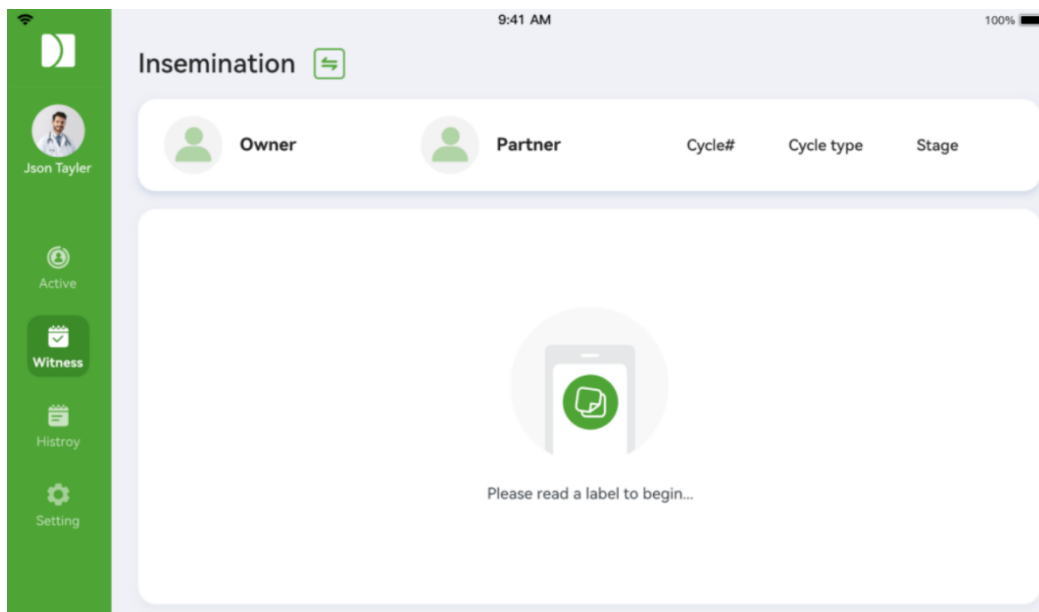 9:41 AM
100%
Insemination
Json Tayler
Owner
Partner
Cycle#
Cycle type
Stage
Active
Witness
Histroy
Setting
Please read a label to begin...